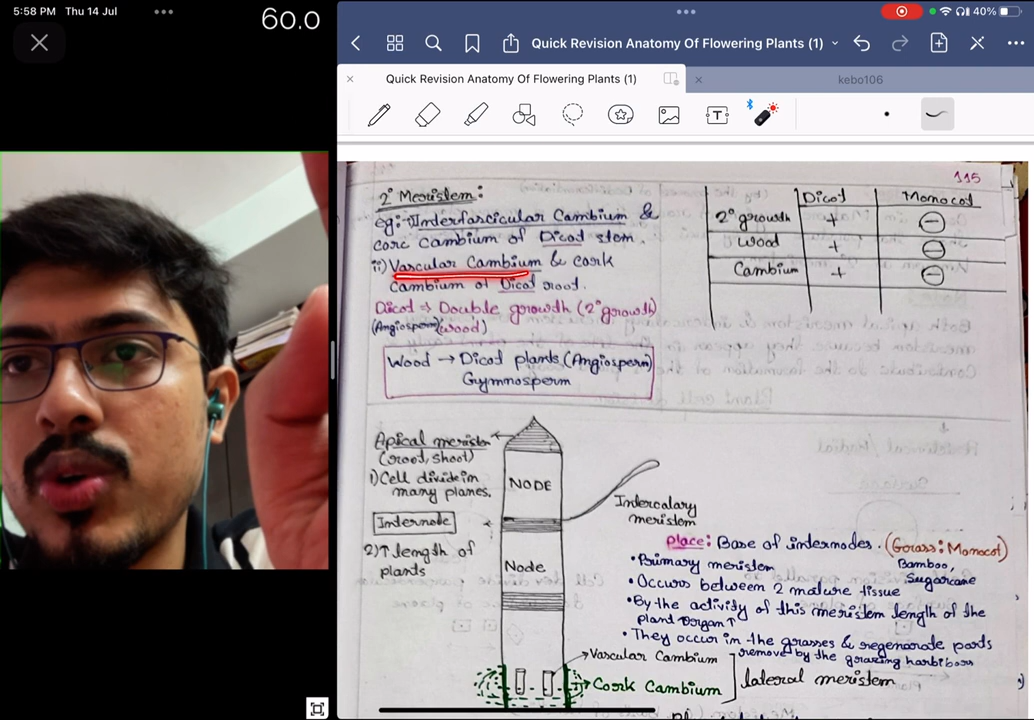 5:58 PM Thu 14 Jul
60.0
40%
Quick Revision Anatomy Of Flowering Plants (1)
Quick Revision Anatomy Of Flowering Plants (1)
kebo106
115
2° Meristem:
eg: i) Interfascicular Cambium &
corc cambium of Dicot stem.
ii) Vascular Cambium & cork
Cambium of Dicot root.
Dicot ⇒ Double growth (2° growth)
(Angiosperm) (wood)
Wood → Dicot plants (Angiosperm)
Gymnosperm
Dicot Monocot
2° growth + ⊖
Wood + ⊖
Cambium + ⊖
Apical meristem
(root, shoot)
1) Cell divide in
many planes.
Internode
2) ↑ length of
plants
NODE
Node
Intercalary
meristem
place: Base of internodes. (Grass: Monocot)
Bamboo,
Sugarcane
• Primary meristem
• Occurs between 2 mature tissue
• By the activity of this meristem length of the
plant organ ↑
• They occur in the grasses & regenerate parts
remove by the grazing harbibors
Vascular Cambium
Cork Cambium
lateral meristem